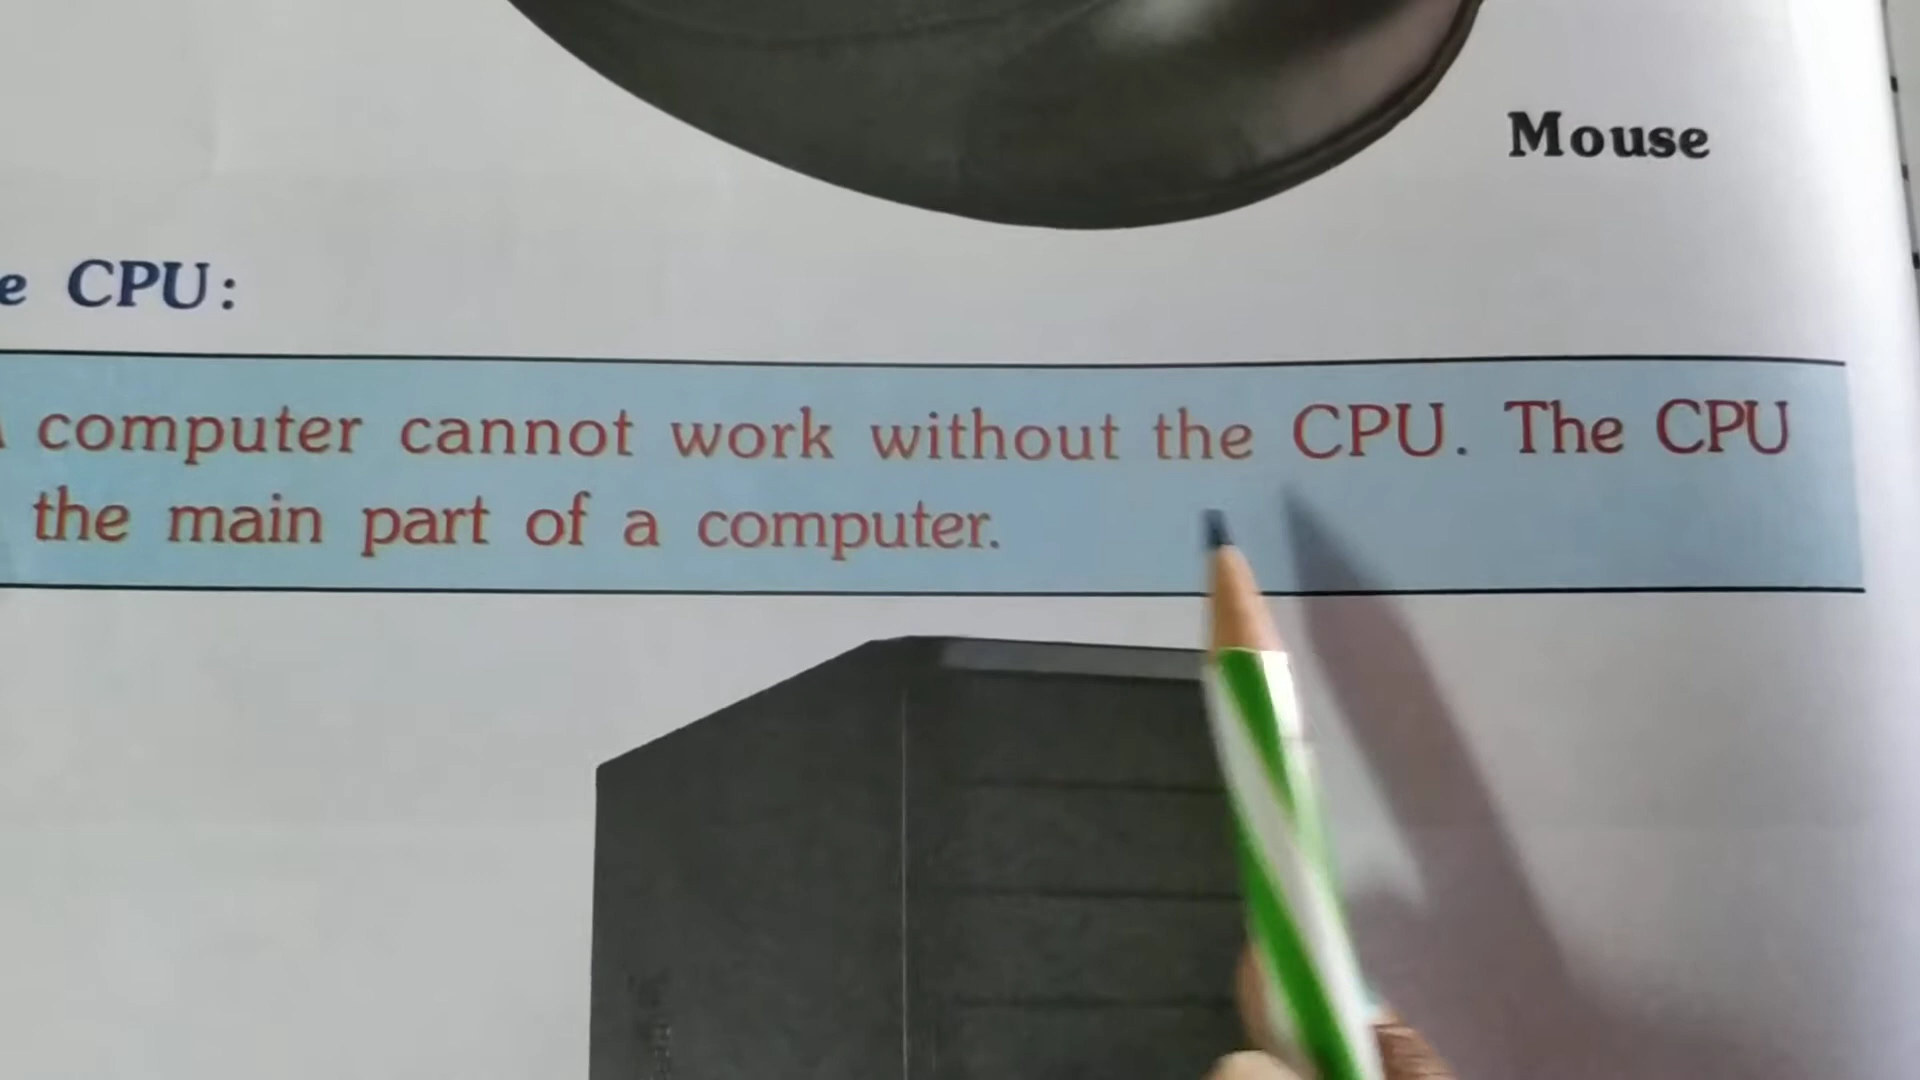 Mouse
e CPU:
computer cannot work without the CPU. The CPU
the main part of a computer.